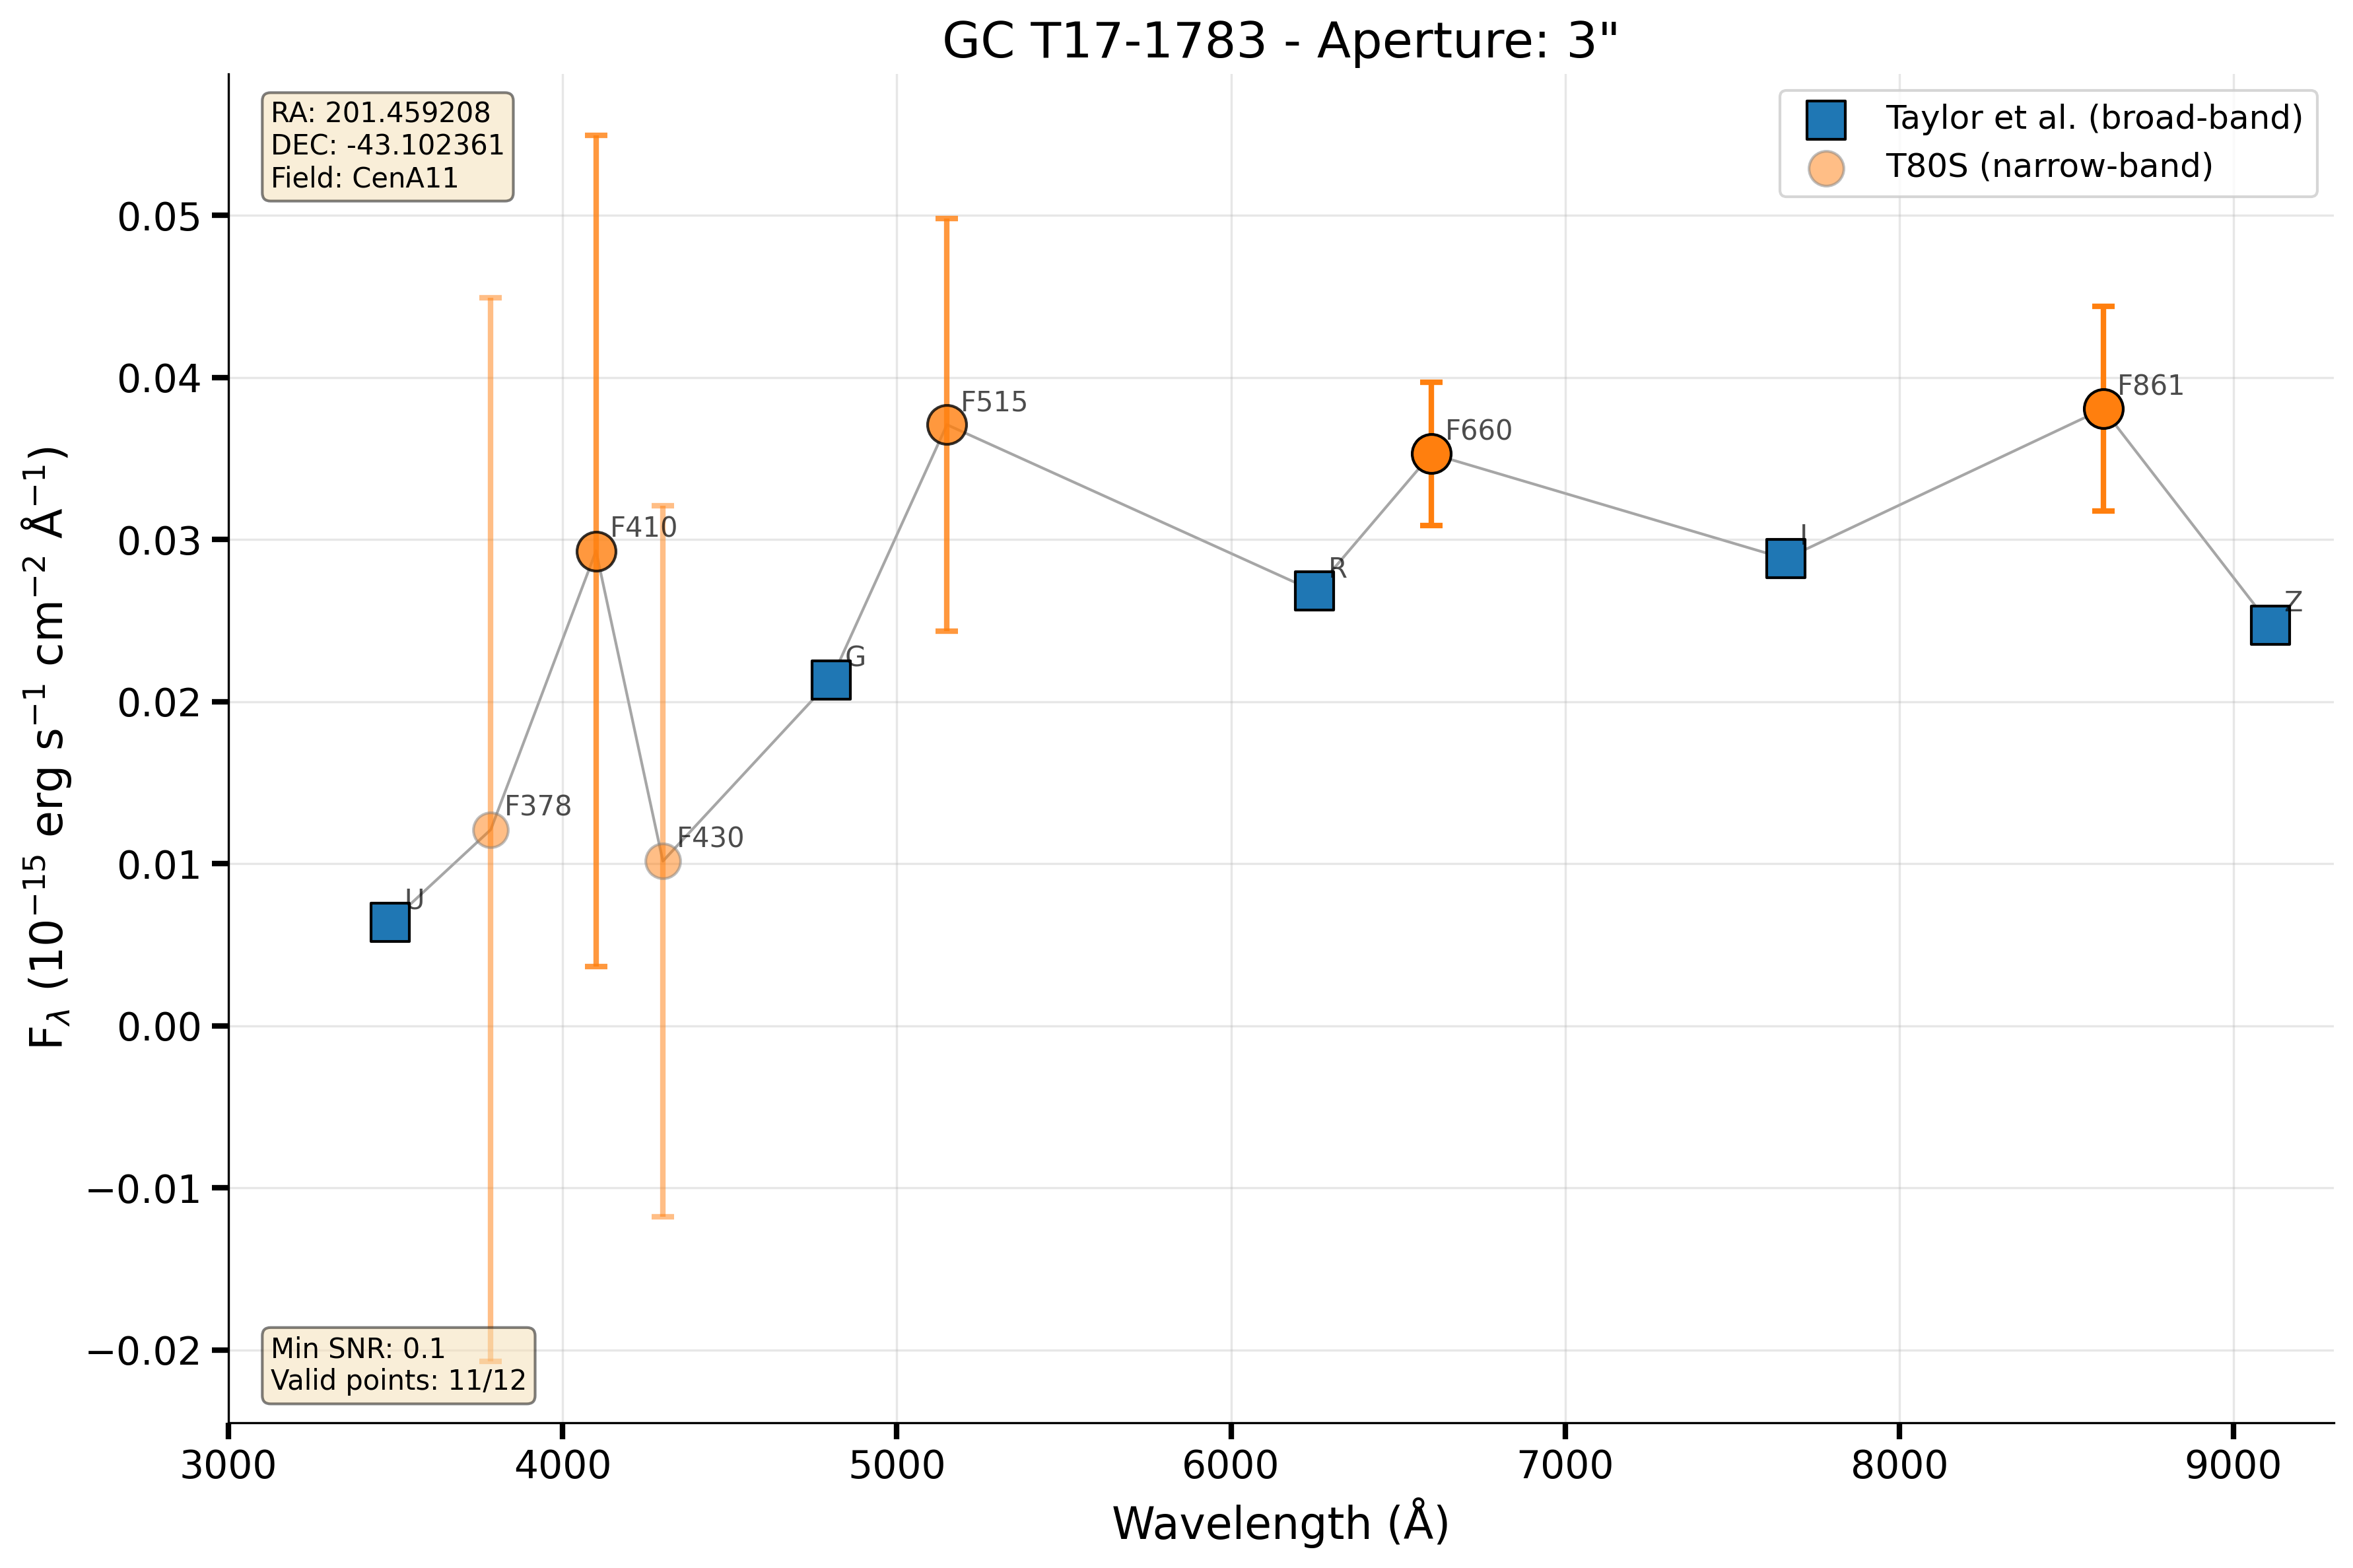 GC T17-1783 - Aperture: 3"
RA: 201.459208
DEC: -43.102361
Field: CenA11
Taylor et al. (broad-band)
T80S (narrow-band)
F_λ (10⁻¹⁵ erg s⁻¹ cm⁻² Å⁻¹)
0.05
0.04
0.03
0.02
0.01
0.00
−0.01
−0.02
U
F378
F410
F430
G
F515
R
F660
I
F861
Z
Min SNR: 0.1
Valid points: 11/12
3000 4000 5000 6000 7000 8000 9000
Wavelength (Å)